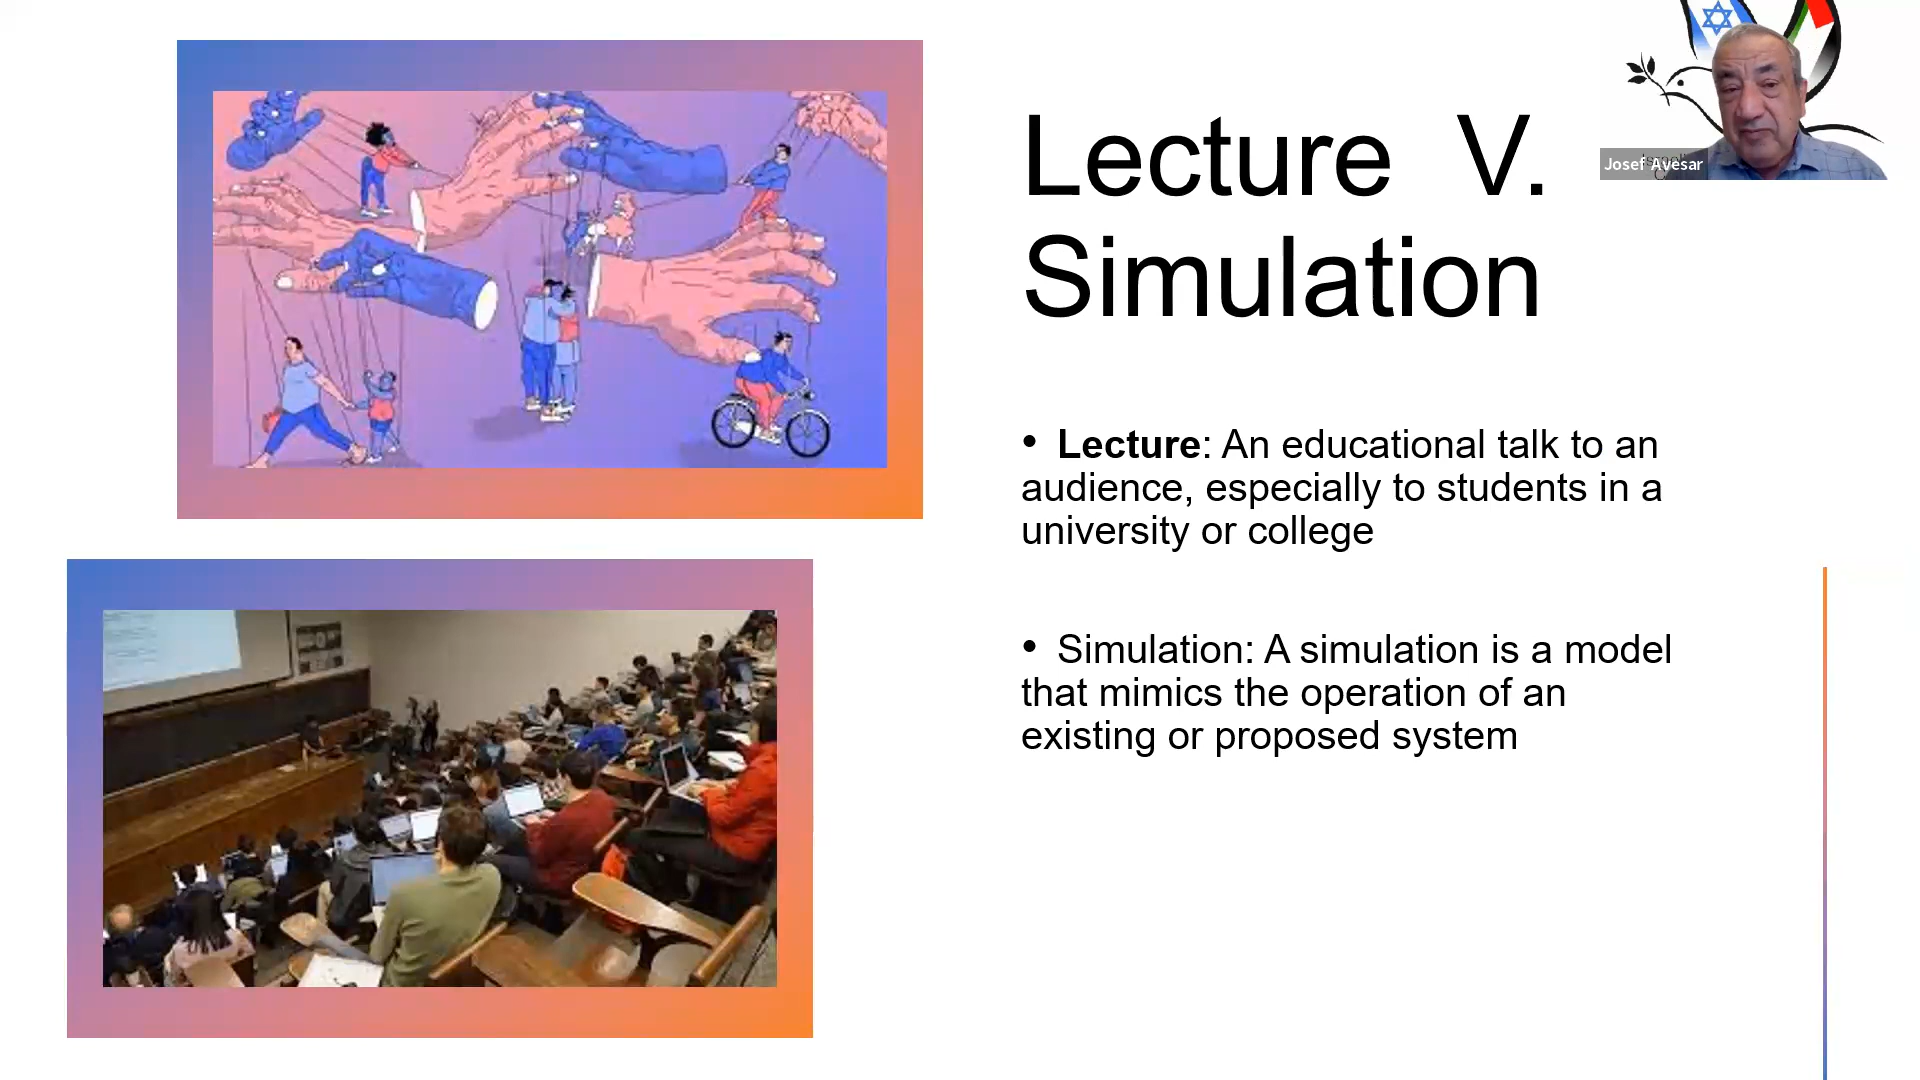 Lecture V.
Simulation
Josef Avesar
• Lecture: An educational talk to an
audience, especially to students in a
university or college
• Simulation: A simulation is a model
that mimics the operation of an
existing or proposed system